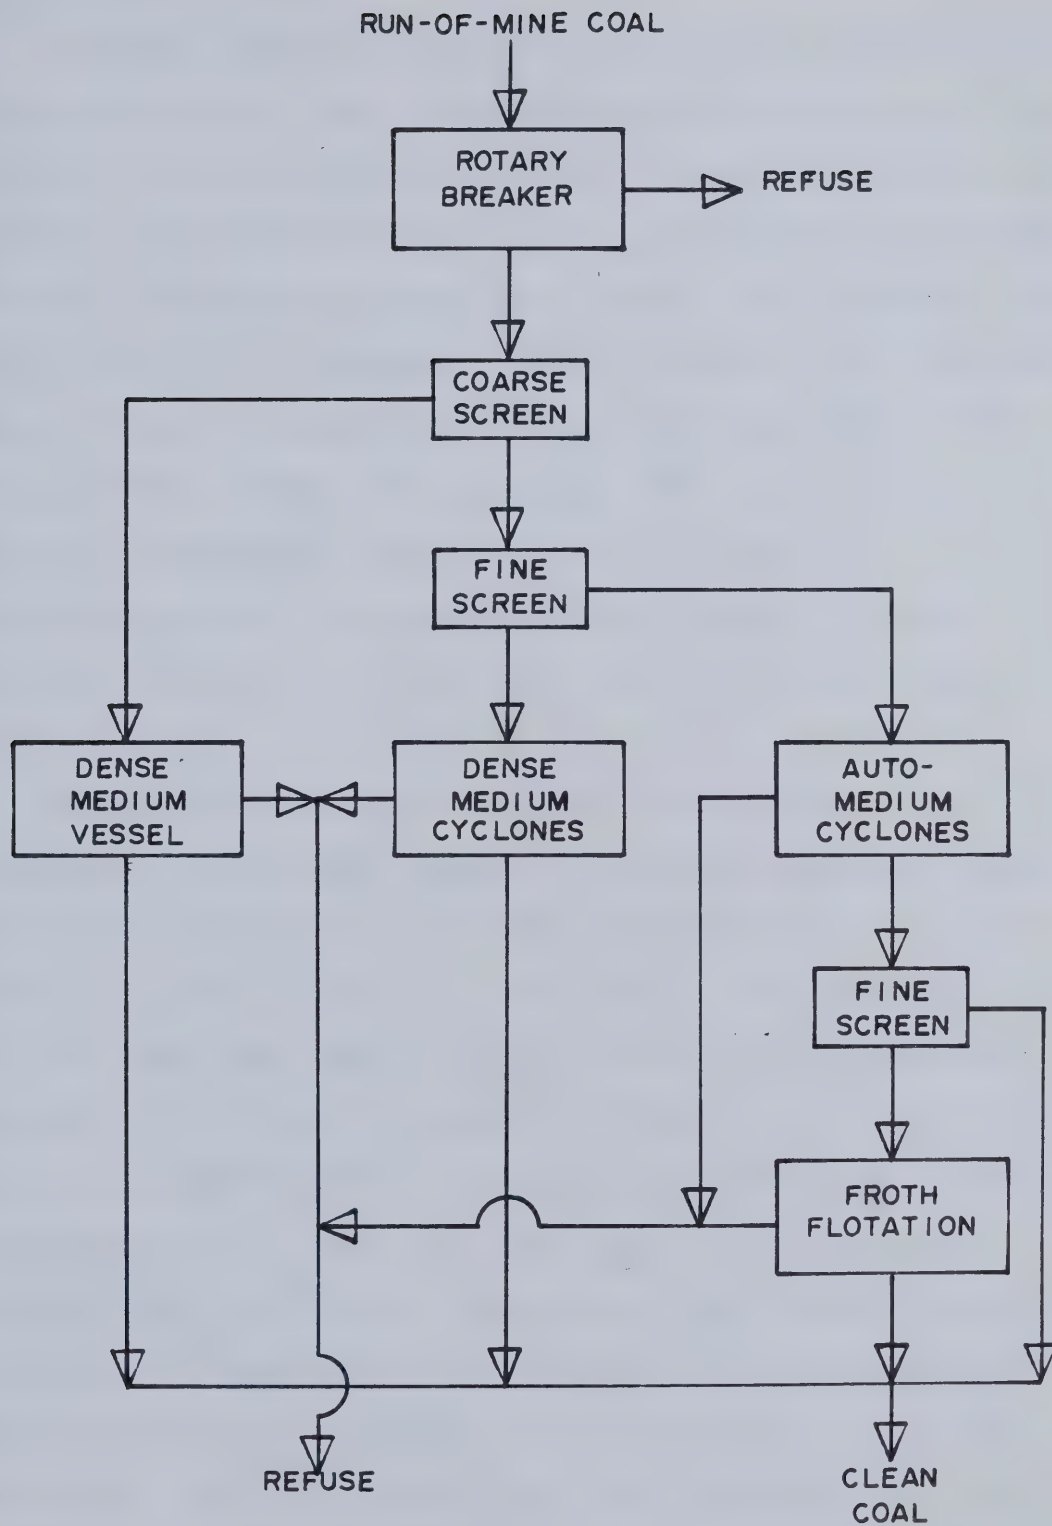 RUN-OF-MINE COAL
ROTARY
BREAKER
REFUSE
COARSE
SCREEN
FINE
SCREEN
DENSE
MEDIUM
VESSEL
DENSE
MEDIUM
CYCLONES
AUTO-
MEDIUM
CYCLONES
FINE
SCREEN
FROTH
FLOTATION
REFUSE
CLEAN
COAL